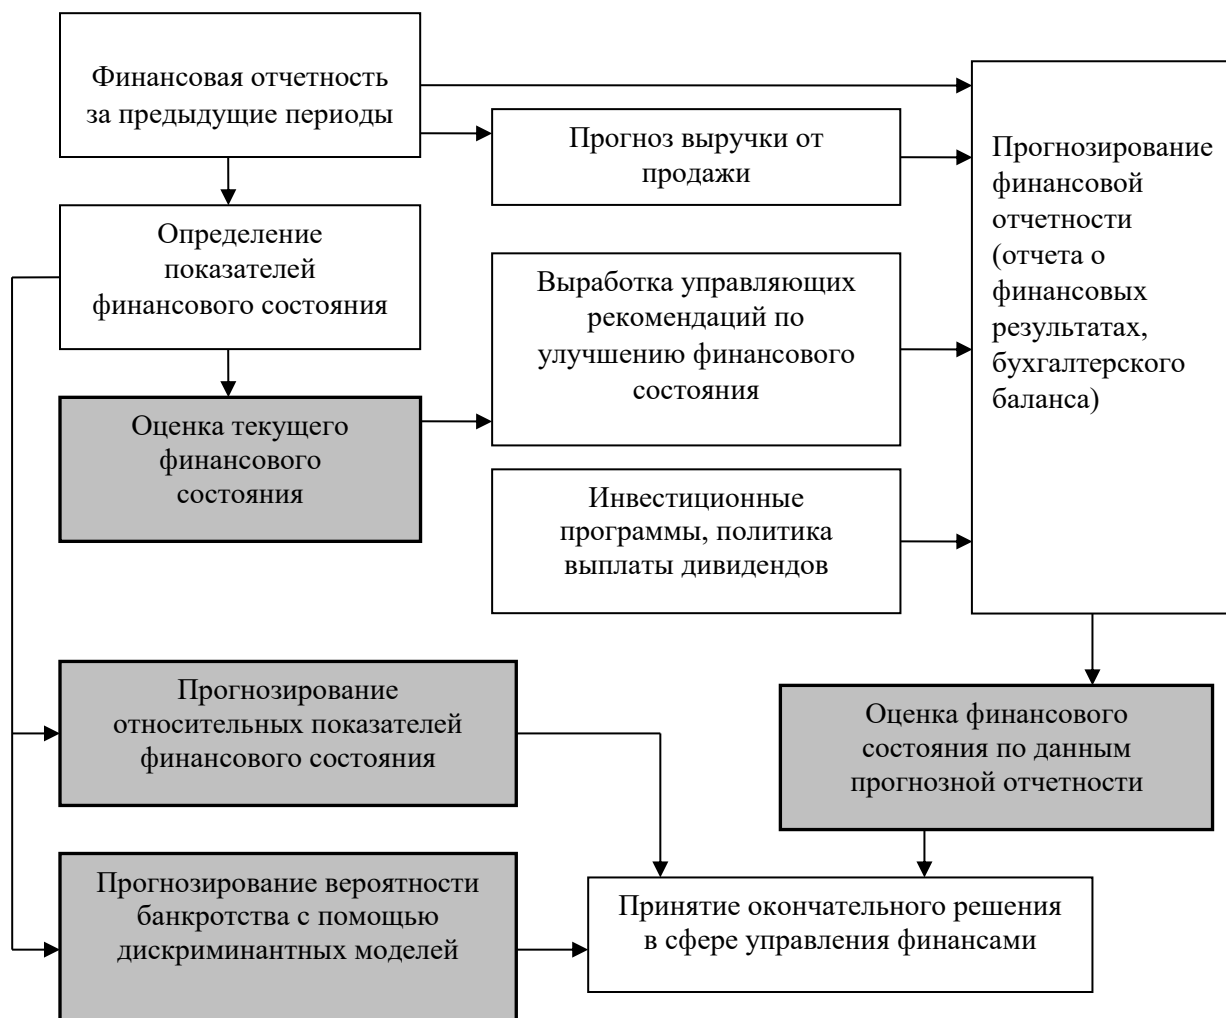 Финансовая отчетность
за предыдущие периоды
Прогноз выручки от
продажи
Прогнозирование
финансовой
отчетности
(отчета о
финансовых
результатах,
бухгалтерского
баланса)
Определение
показателей
финансового состояния
Выработка управляющих
рекомендаций по
улучшению финансового
состояния
Оценка текущего
финансового
состояния
Инвестиционные
программы, политика
выплаты дивидендов
Прогнозирование
относительных показателей
финансового состояния
Оценка финансового
состояния по данным
прогнозной отчетности
Прогнозирование вероятности
банкротства с помощью
дискриминантных моделей
Принятие окончательного решения
в сфере управления финансами